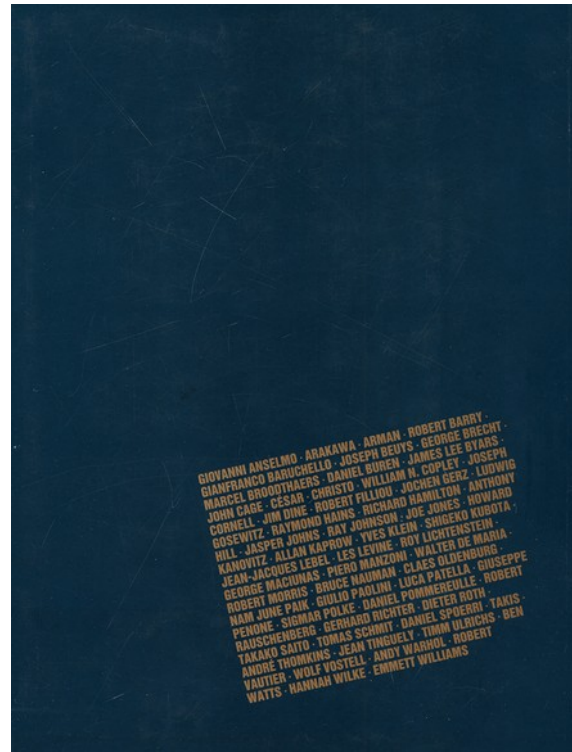 GIOVANNI ANSELMO · ARAKAWA · ARMAN · ROBERT BARRY ·
GIANFRANCO BARUCHELLO · JOSEPH BEUYS · GEORGE BRECHT ·
MARCEL BROODTHAERS · DANIEL BUREN · JAMES LEE BYARS ·
JOHN CAGE · CÉSAR · CHRISTO · WILLIAM N. COPLEY · JOSEPH
CORNELL · JIM DINE · ROBERT FILLIOU · JOCHEN GERZ · LUDWIG
GOSEWITZ · RAYMOND HAINS · RICHARD HAMILTON · ANTHONY
HILL · JASPER JOHNS · RAY JOHNSON · JOE JONES · HOWARD
KANOVITZ · ALLAN KAPROW · YVES KLEIN · SHIGEKO KUBOTA ·
JEAN-JACQUES LEBEL · LES LEVINE · ROY LICHTENSTEIN ·
GEORGE MACIUNAS · PIERO MANZONI · WALTER DE MARIA ·
ROBERT MORRIS · BRUCE NAUMAN · CLAES OLDENBURG ·
NAM JUNE PAIK · GIULIO PAOLINI · LUCA PATELLA · GIUSEPPE
PENONE · SIGMAR POLKE · DANIEL POMMEREULLE · ROBERT
RAUSCHENBERG · GERHARD RICHTER · DIETER ROTH ·
TAKAKO SAITO · TOMAS SCHMIT · DANIEL SPOERRI · TAKIS ·
ANDRÉ THOMKINS · JEAN TINGUELY · TIMM ULRICHS · BEN
VAUTIER · WOLF VOSTELL · ANDY WARHOL · ROBERT
WATTS · HANNAH WILKE · EMMETT WILLIAMS